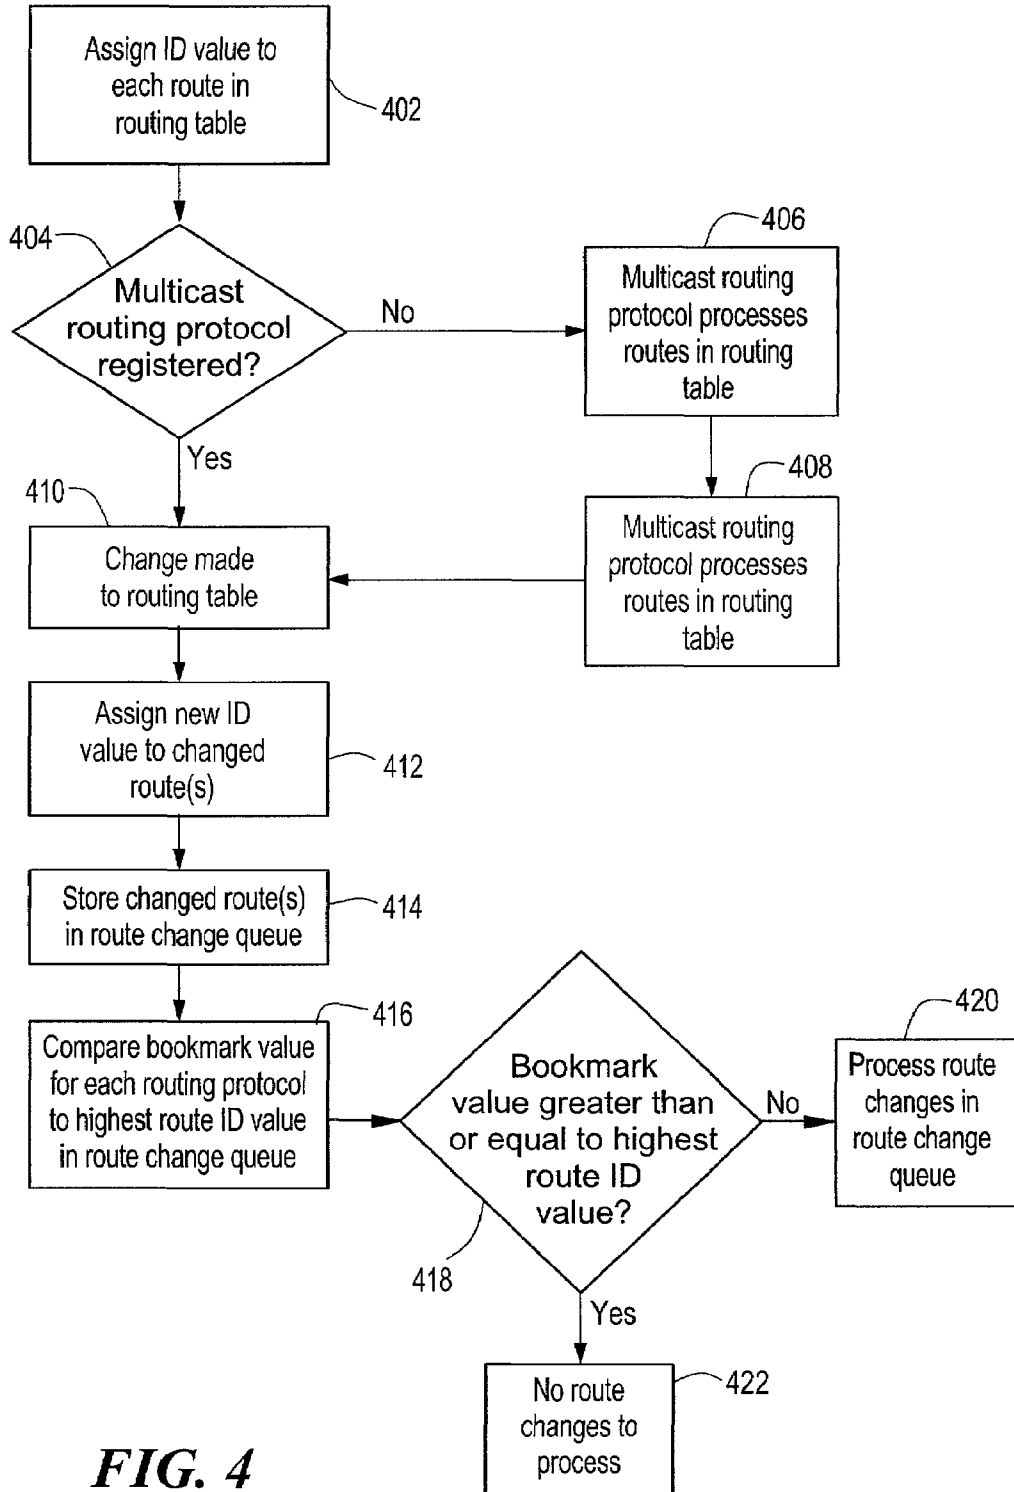 Assign ID value to
each route in
routing table
402
404
Multicast
routing protocol
registered?
No
406
Multicast routing
protocol processes
routes in routing
table
Yes
408
Multicast routing
protocol processes
routes in routing
table
410
Change made
to routing table
Assign new ID
value to changed
route(s)
412
Store changed route(s)
in route change queue
414
416
Compare bookmark value
for each routing protocol
to highest route ID value
in route change queue
Bookmark
value greater than
or equal to highest
route ID
value?
418
No
420
Process route
changes in
route change
queue
Yes
422
No route
changes to
process
FIG. 4